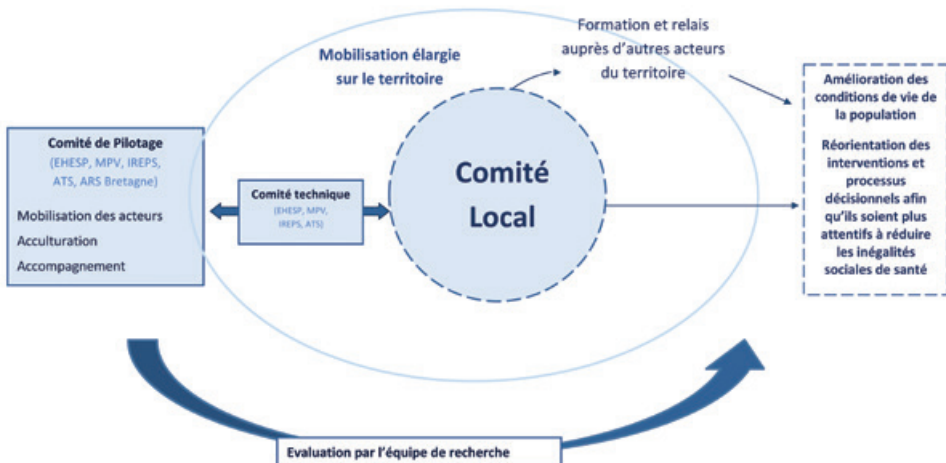 Formation et relais
auprès d'autres acteurs
du territoire
Mobilisation élargie
sur le territoire
Comité de Pilotage
(EHESP, MPV, IREPS,
ATS, ARS Bretagne)
Mobilisation des acteurs
Acculturation
Accompagnement
Comité technique
(EHESP, MPV,
IREPS, ATS)
Comité
Local
Amélioration des
conditions de vie de
la population
Réorientation des
interventions et
processus
décisionnels afin
qu'ils soient plus
attentifs à réduire
les inégalités
sociales de santé
Evaluation par l'équipe de recherche